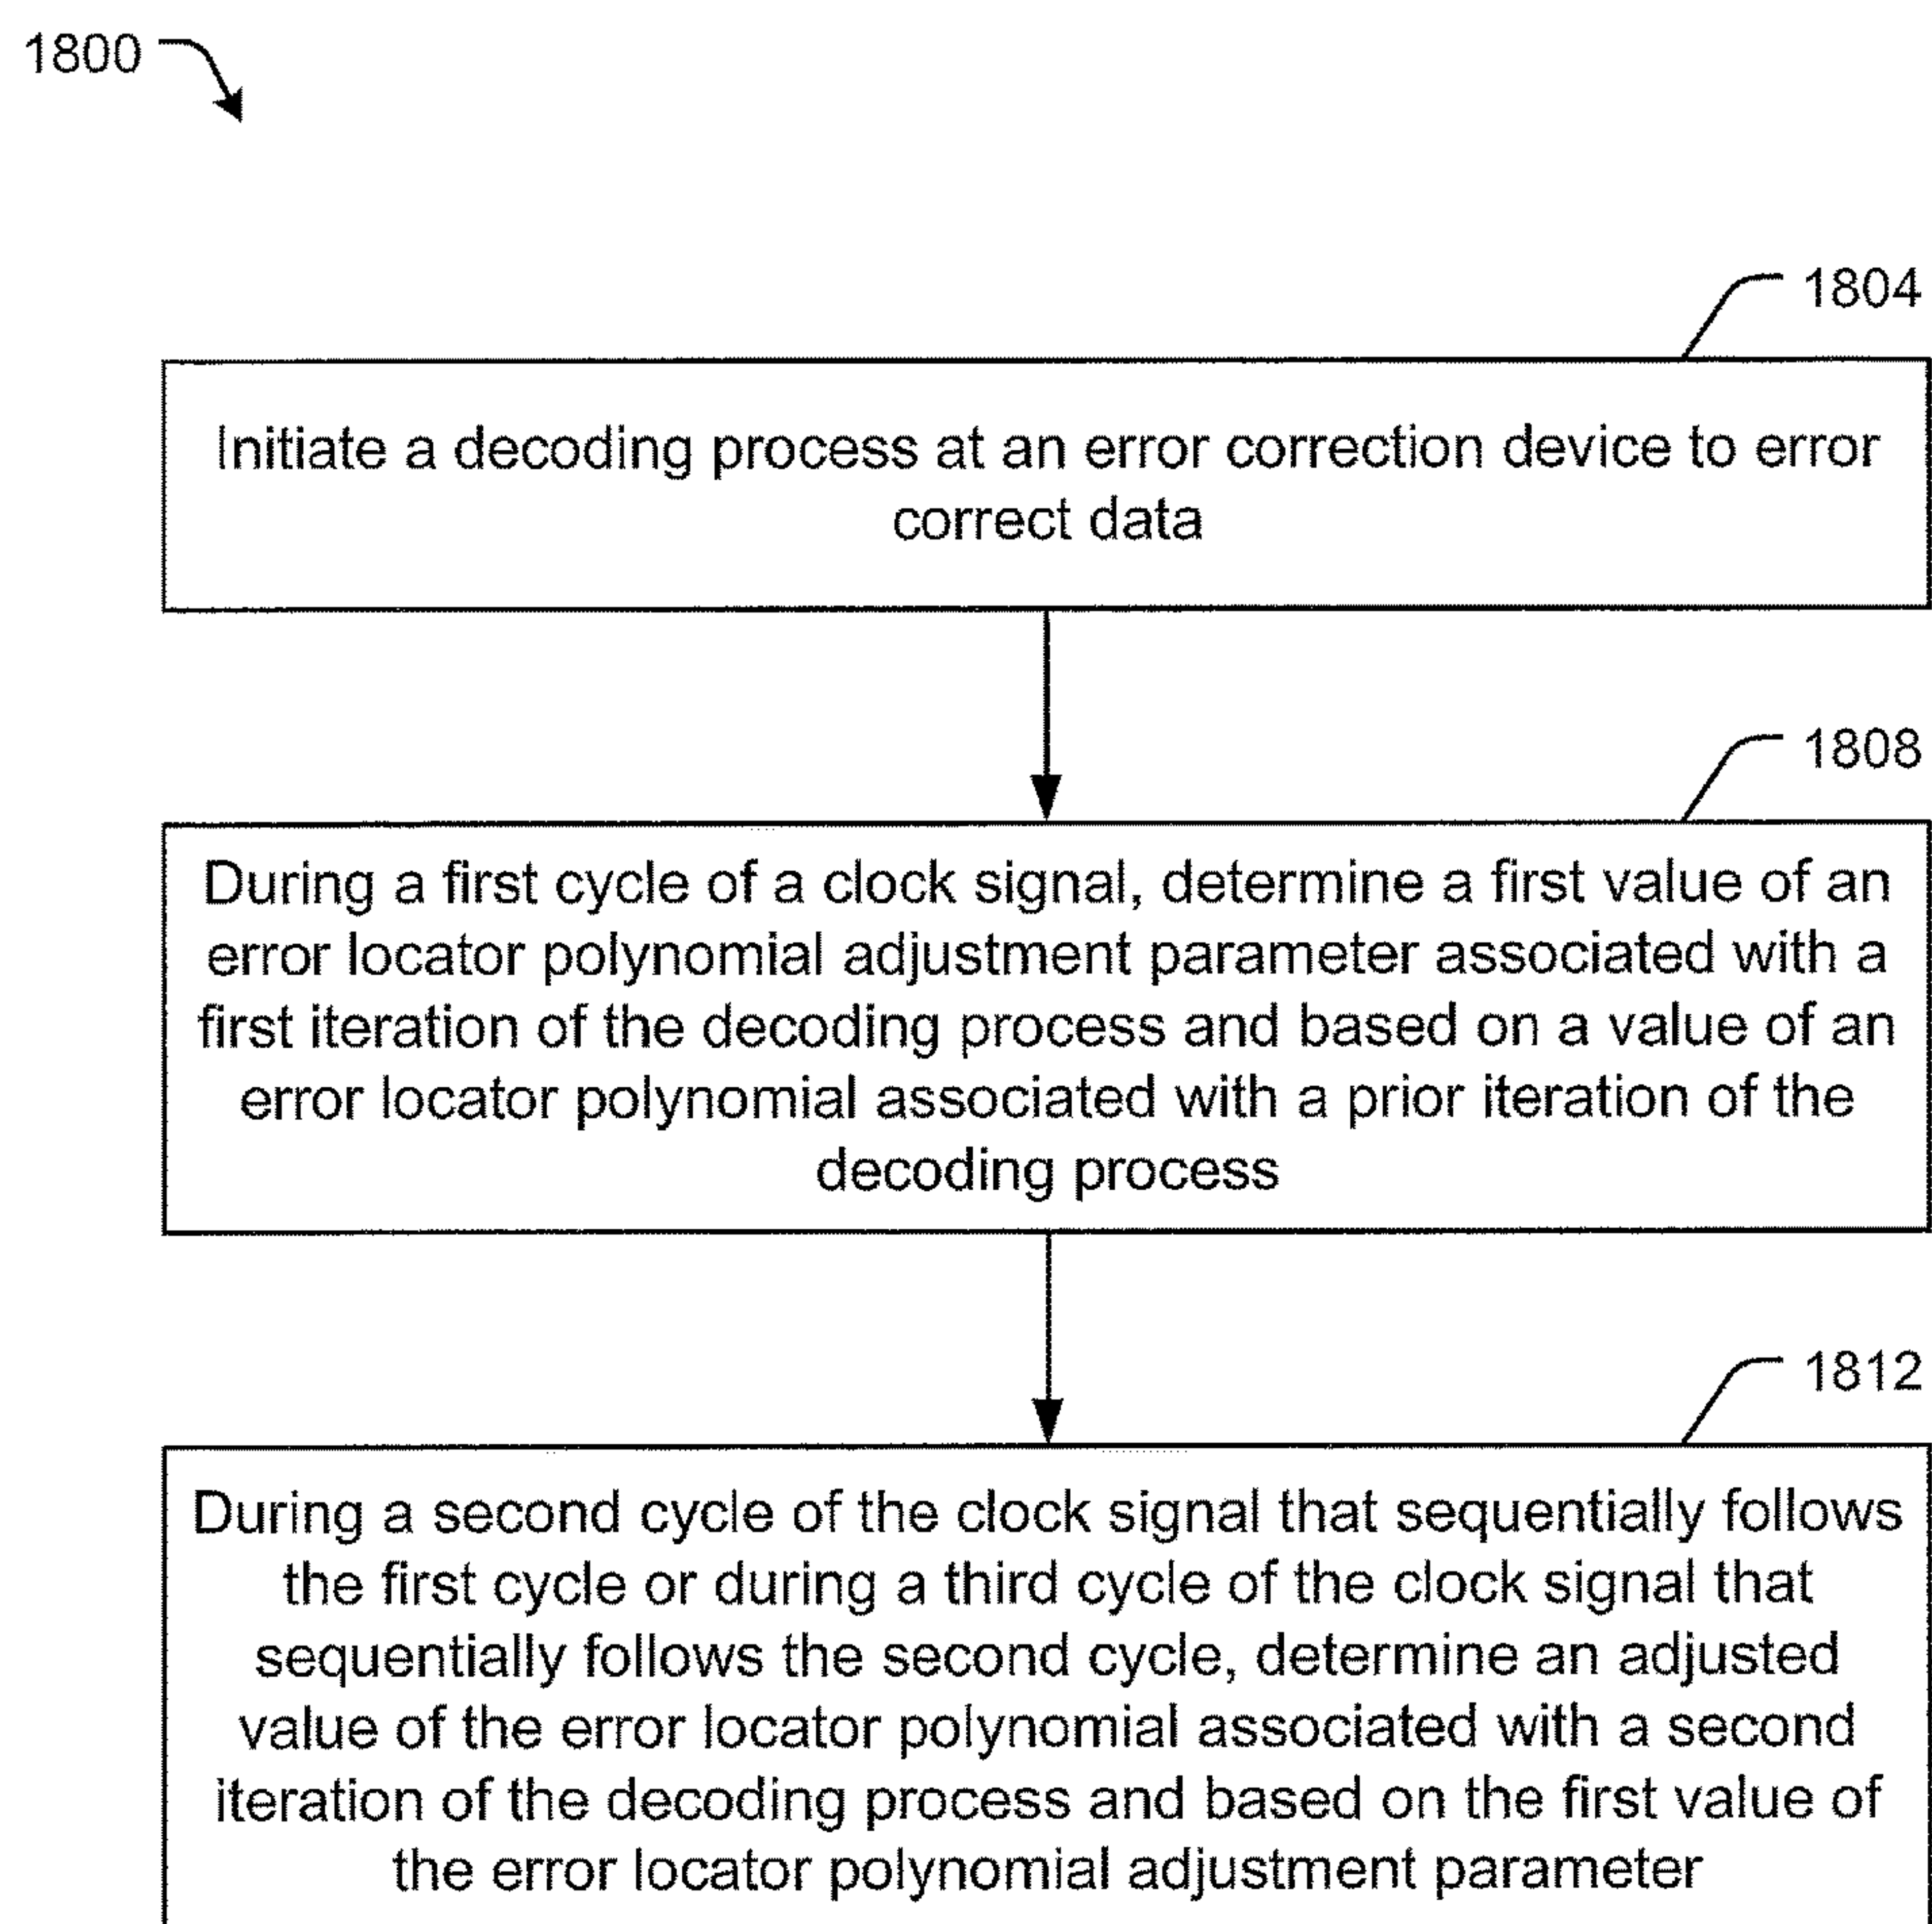 1800
1804
Initiate a decoding process at an error correction device to error
correct data
1808
During a first cycle of a clock signal, determine a first value of an
error locator polynomial adjustment parameter associated with a
first iteration of the decoding process and based on a value of an
error locator polynomial associated with a prior iteration of the
decoding process
1812
During a second cycle of the clock signal that sequentially follows
the first cycle or during a third cycle of the clock signal that
sequentially follows the second cycle, determine an adjusted
value of the error locator polynomial associated with a second
iteration of the decoding process and based on the first value of
the error locator polynomial adjustment parameter